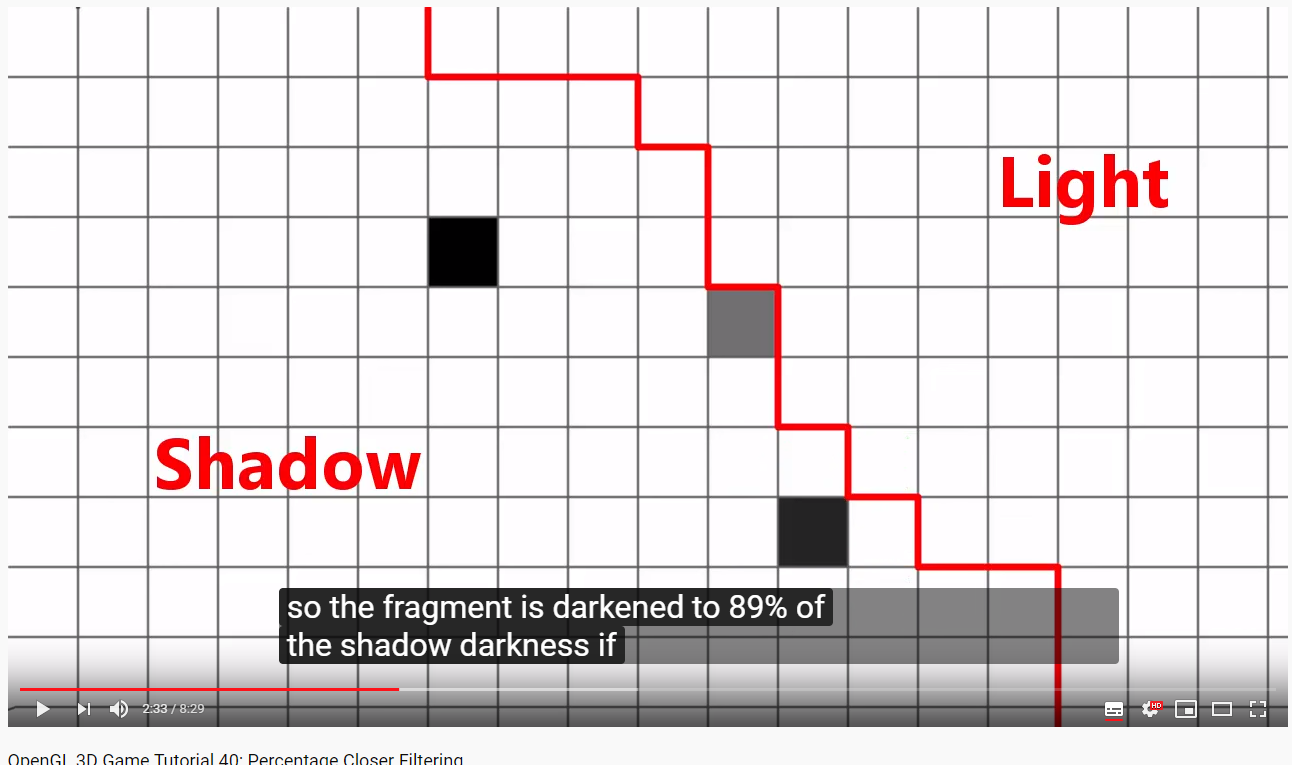 Light
Shadow
so the fragment is darkened to 89% of
the shadow darkness if
2:33 / 8:29
HD
OpenGL 3D Game Tutorial 40: Percentage Closer Filtering